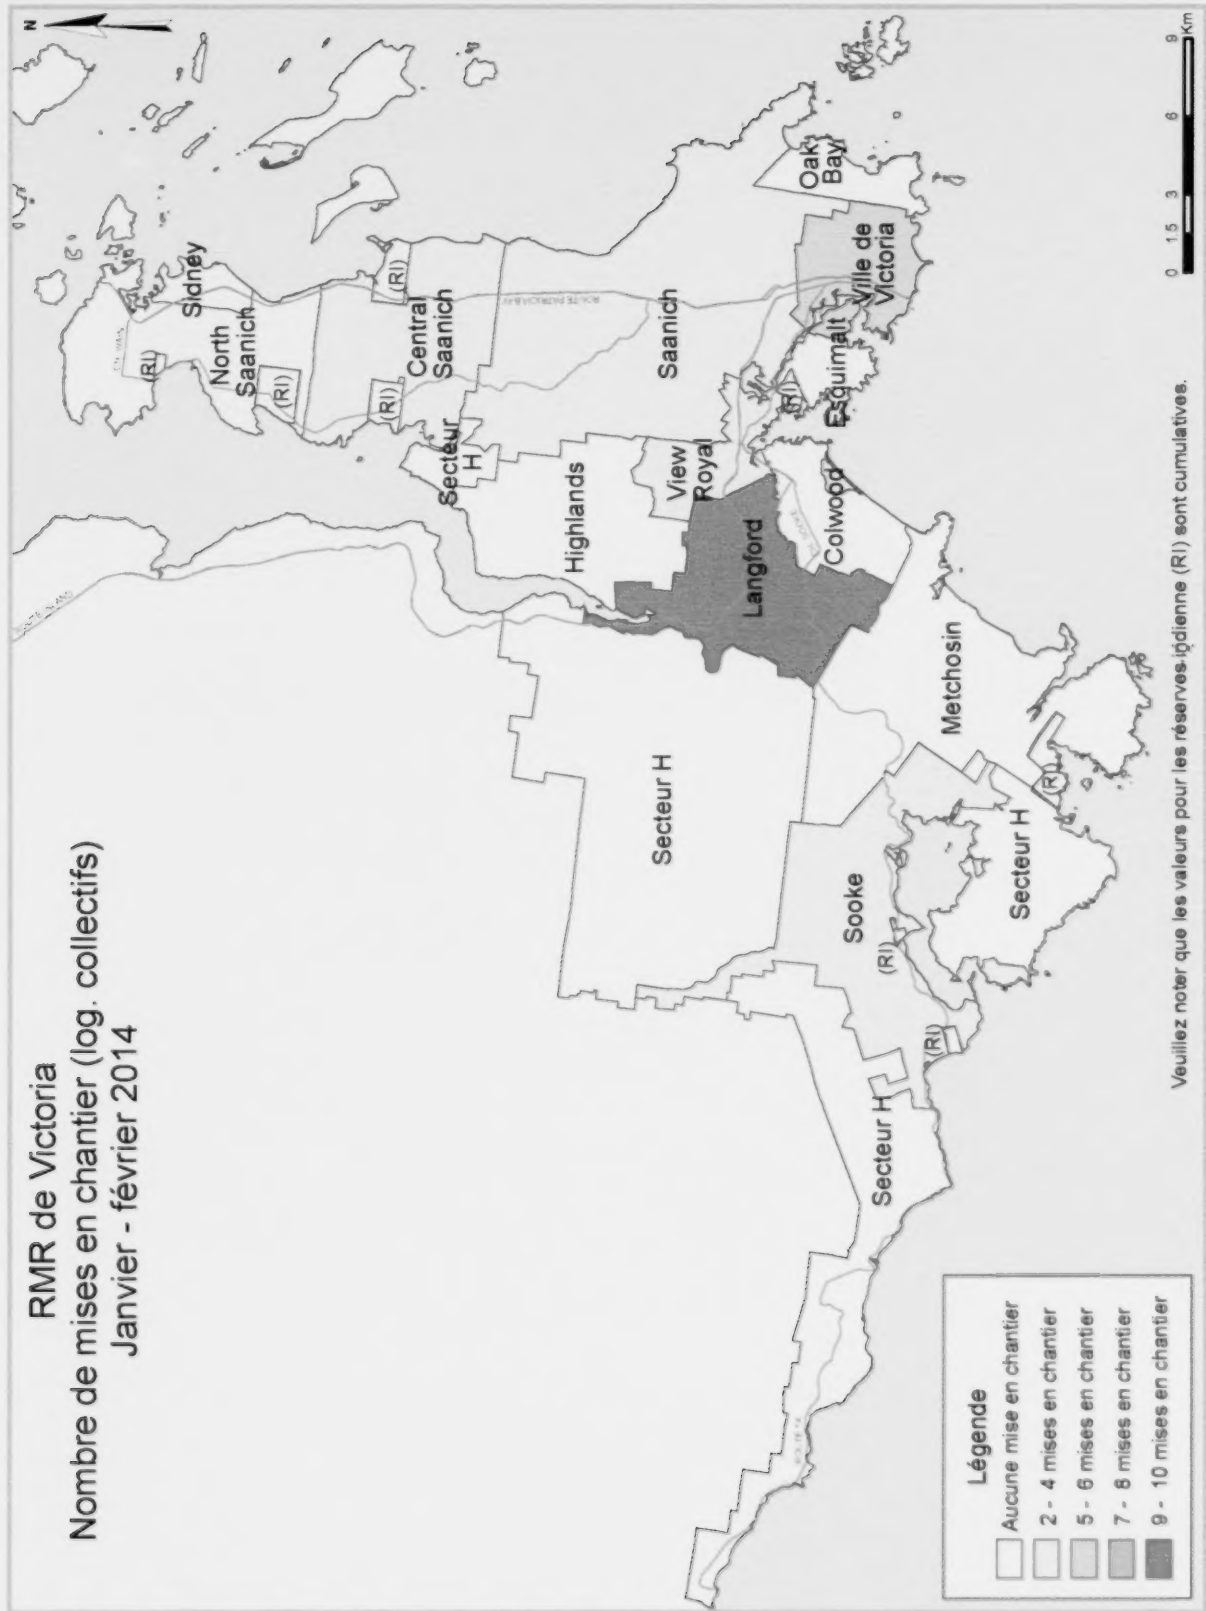 RMR de Victoria
Nombre de mises en chantier (log. collectifs)
Janvier - février 2014
N
Sidney
(RI)
North
Saanich
(RI)
(RI)
Central
Saanich
(RI)
Secteur
H
ROUTE PATRICIA BAY
Saanich
Highlands
View
Royal
Oak
Bay
Ville de
Victoria
Esquimalt
(RI)
Langford
Colwood
Metchosin
Secteur H
Sooke
(RI)
(RI)
(RI)
Secteur H
Secteur H
Légende
Aucune mise en chantier
2 - 4 mises en chantier
5 - 6 mises en chantier
7 - 8 mises en chantier
9 - 10 mises en chantier
0 1.5 3 6 9
Km
Veuillez noter que les valeurs pour les réserves indienne (RI) sont cumulatives.